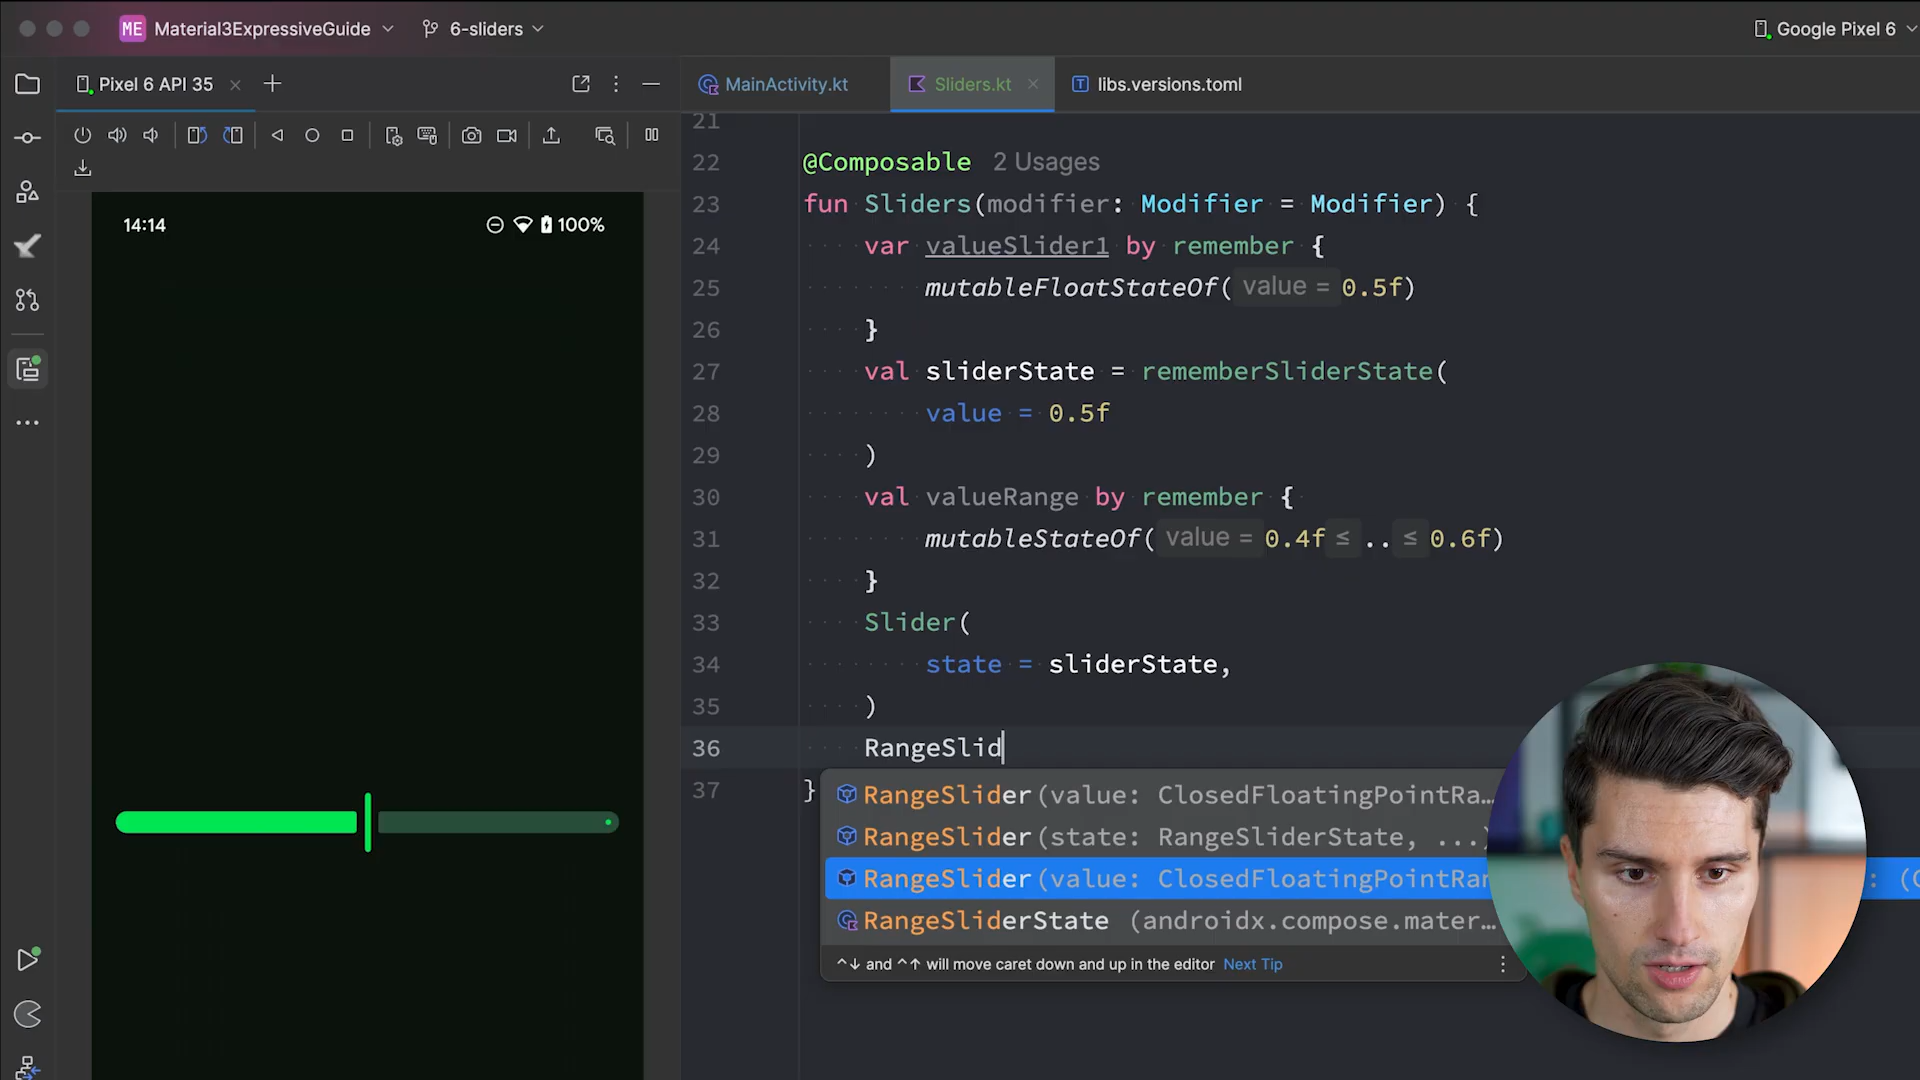 ME Material3ExpressiveGuide 6-sliders Google Pixel 6
Pixel 6 API 35 MainActivity.kt Sliders.kt libs.versions.toml
14:14 100%
21
22 @Composable 2 Usages
23 fun Sliders(modifier: Modifier = Modifier) {
24 var valueSlider1 by remember {
25 mutableFloatStateOf( value = 0.5f)
26 }
27 val sliderState = rememberSliderState(
28 value = 0.5f
29 )
30 val valueRange by remember {
31 mutableStateOf( value = 0.4f ≤ .. ≤ 0.6f)
32 }
33 Slider(
34 state = sliderState,
35 )
36 RangeSlid
37 }
RangeSlider(value: ClosedFloatingPointRa...
RangeSlider(state: RangeSliderState, ...)
RangeSlider(value: ClosedFloatingPointRan : (C
RangeSliderState (androidx.compose.mater...
^↓ and ^↑ will move caret down and up in the editor Next Tip